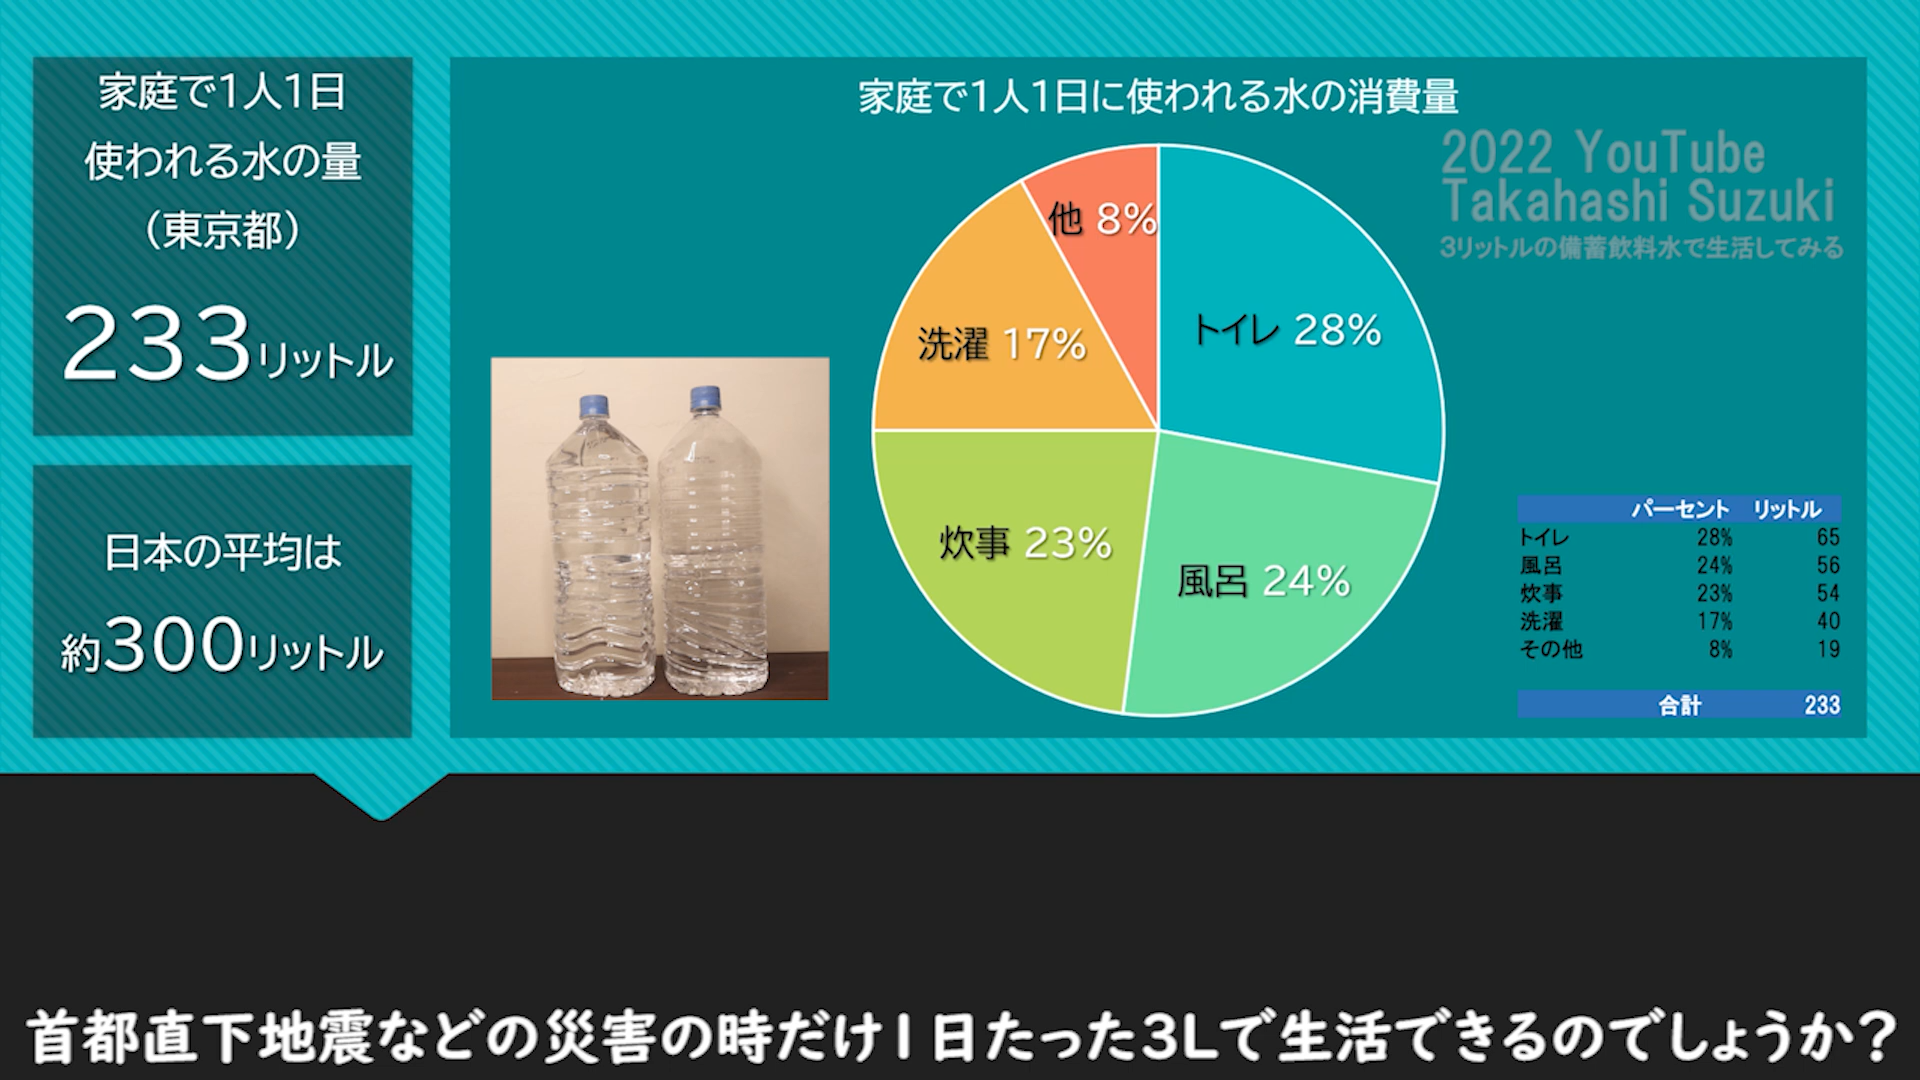 家庭で1人1日
使われる水の量
（東京都）
233リットル
日本の平均は
約300リットル
家庭で1人1日に使われる水の消費量
2022 YouTube
Takahashi Suzuki
3リットルの備蓄飲料水で生活してみる
他 8%
トイレ 28%
洗濯 17%
炊事 23%
風呂 24%
パーセント リットル
トイレ 28% 65
風呂 24% 56
炊事 23% 54
洗濯 17% 40
その他 8% 19
合計 233
首都直下地震などの災害の時だけ1日たった3Lで生活できるのでしょうか?